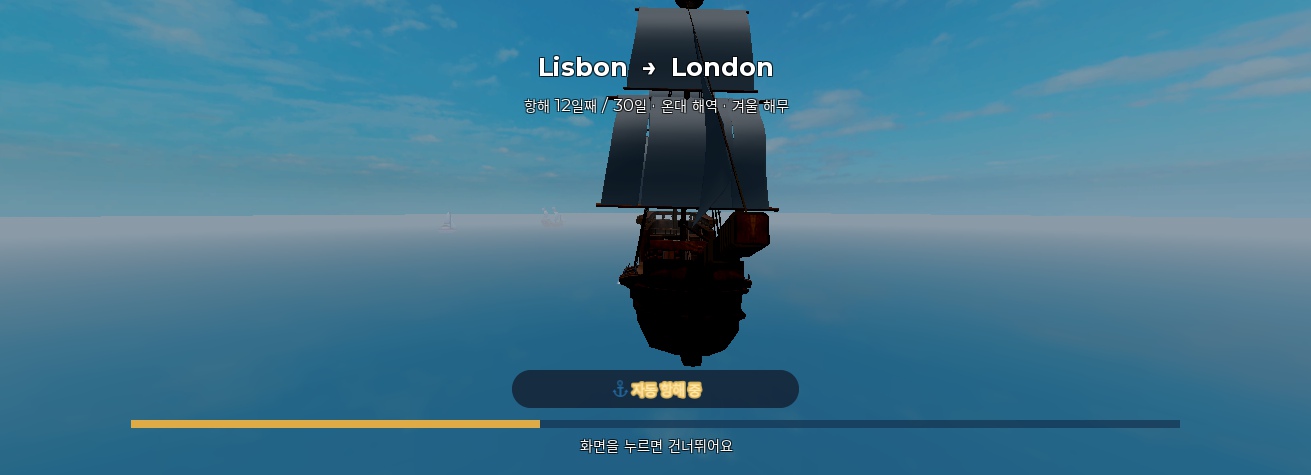 Lisbon → London
항해 12일째 / 30일 · 온대 해역 · 겨울 해무
⚓ 자동 항해 중
화면을 누르면 건너뛰어요